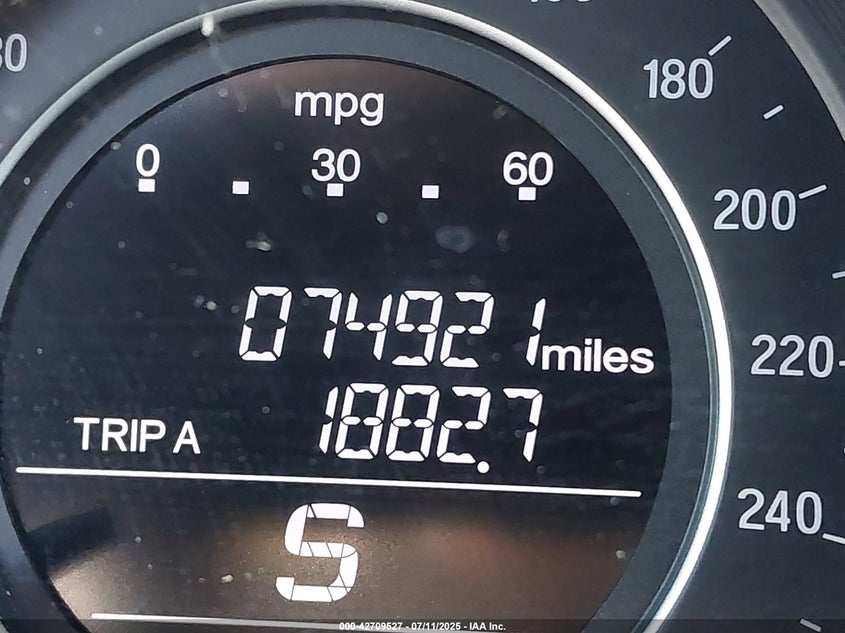 mpg
0 30 60
074921 miles
TRIP A 1882.7
S
180
200
220
240
000-42709527 - 07/11/2025 - IAA Inc.